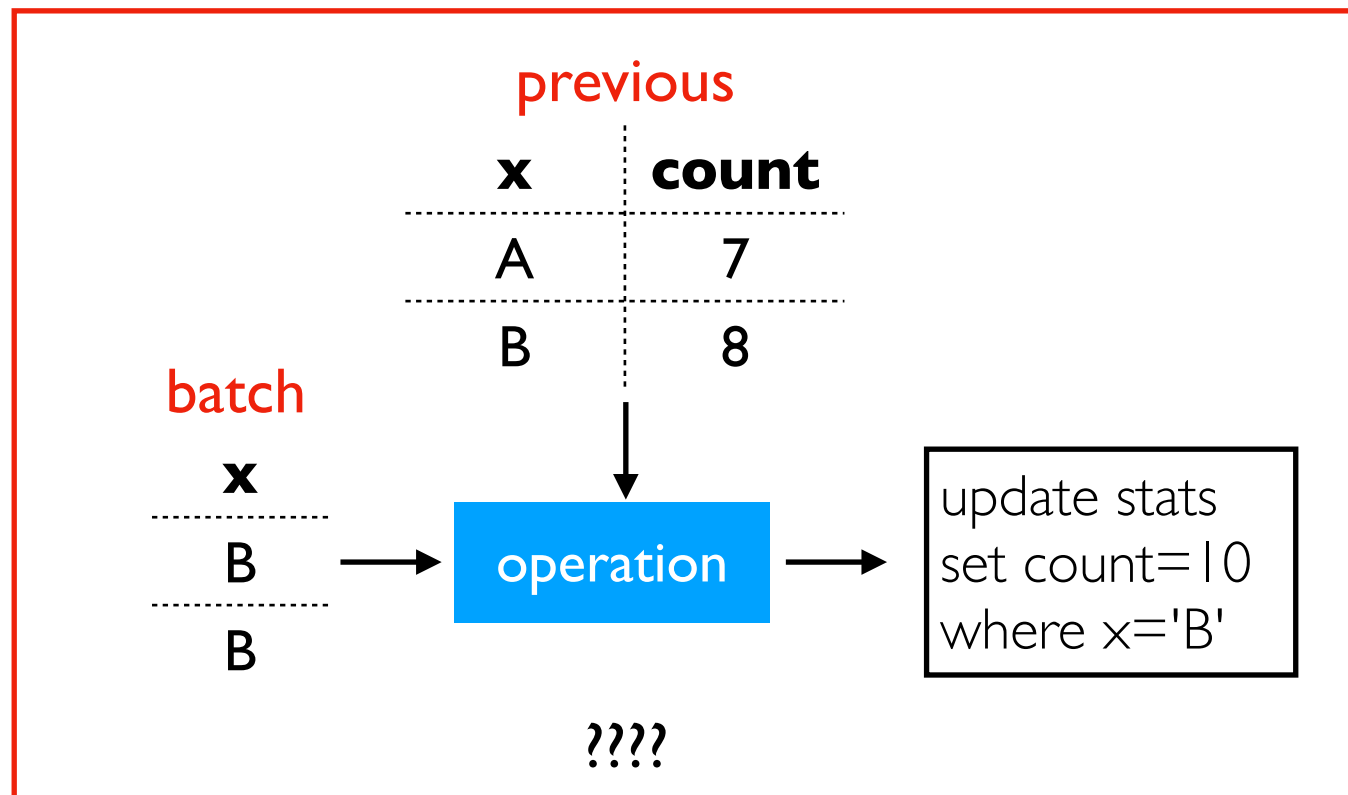 previous
x count
A 7
B 8
batch
x
B
B
operation
update stats
set count=10
where x='B'
????